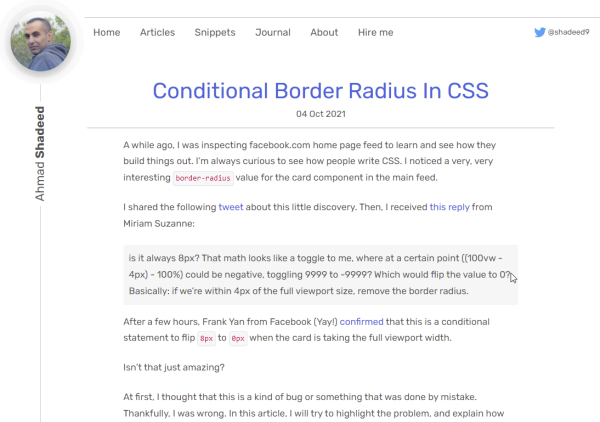 Home Articles Snippets Journal About Hire me @shadeed9
Ahmad Shadeed
Conditional Border Radius In CSS
04 Oct 2021
A while ago, I was inspecting facebook.com home page feed to learn and see how they
build things out. I'm always curious to see how people write CSS. I noticed a very, very
interesting border-radius value for the card component in the main feed.
I shared the following tweet about this little discovery. Then, I received this reply from
Miriam Suzanne:
is it always 8px? That math looks like a toggle to me, where at a certain point ((100vw -
4px) - 100%) could be negative, toggling 9999 to -9999? Which would flip the value to 0?
Basically: if we're within 4px of the full viewport size, remove the border radius.
After a few hours, Frank Yan from Facebook (Yay!) confirmed that this is a conditional
statement to flip 8px to 0px when the card is taking the full viewport width.
Isn't that just amazing?
At first, I thought that this is a kind of bug or something that was done by mistake.
Thankfully, I was wrong. In this article, I will try to highlight the problem, and explain how